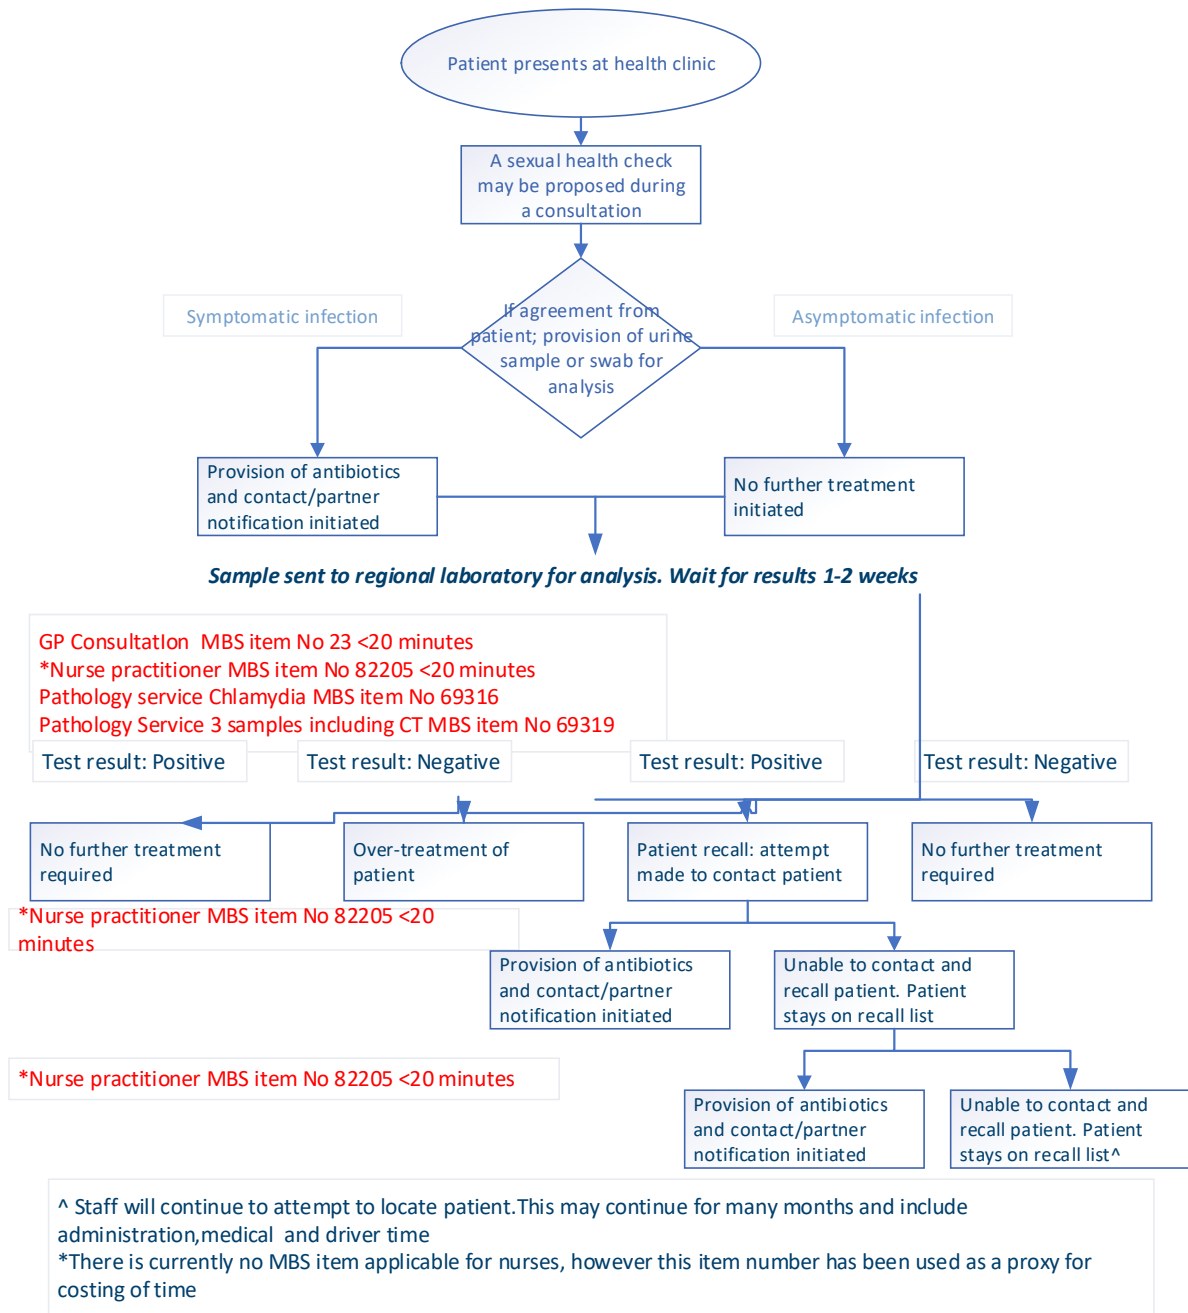 Patient presents at health clinic
A sexual health check
may be proposed during
a consultation
Symptomatic infection
If agreement from
patient; provision of urine
sample or swab for
analysis
Asymptomatic infection
Provision of antibiotics
and contact/partner
notification initiated
No further treatment
initiated
Sample sent to regional laboratory for analysis. Wait for results 1-2 weeks
GP ConsultatIon MBS item No 23 <20 minutes
*Nurse practitioner MBS item No 82205 <20 minutes
Pathology service Chlamydia MBS item No 69316
Pathology Service 3 samples including CT MBS item No 69319
Test result: Positive
Test result: Negative
Test result: Positive
Test result: Negative
No further treatment
required
Over-treatment of
patient
Patient recall: attempt
made to contact patient
No further treatment
required
*Nurse practitioner MBS item No 82205 <20
minutes
Provision of antibiotics
and contact/partner
notification initiated
Unable to contact and
recall patient. Patient
stays on recall list
*Nurse practitioner MBS item No 82205 <20 minutes
Provision of antibiotics
and contact/partner
notification initiated
Unable to contact and
recall patient. Patient
stays on recall list^
^ Staff will continue to attempt to locate patient.This may continue for many months and include
administration,medical and driver time
*There is currently no MBS item applicable for nurses, however this item number has been used as a proxy for
costing of time